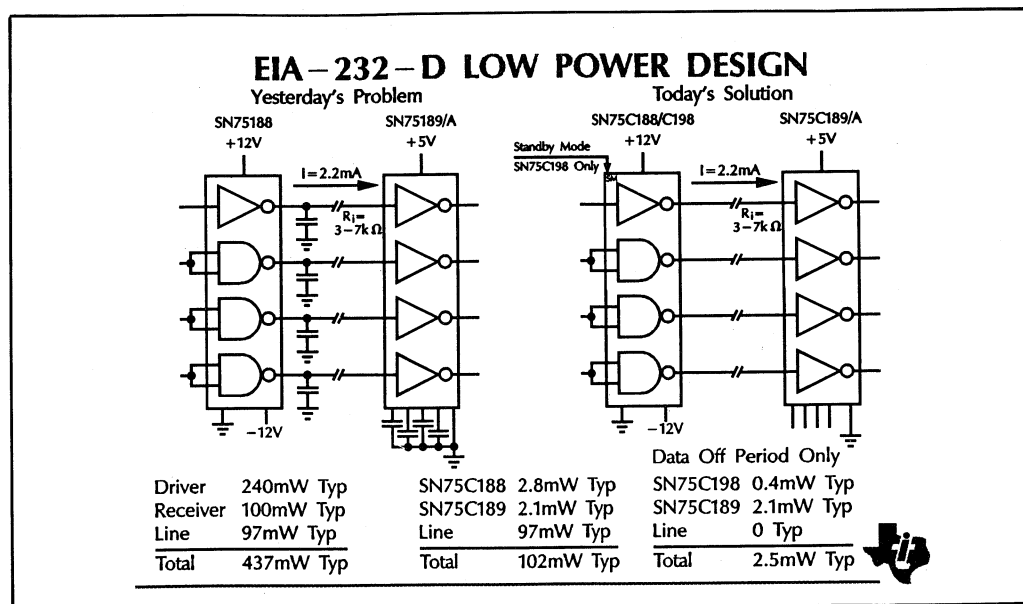 EIA-232-D LOW POWER DESIGN
Yesterday's Problem
Today's Solution
SN75188
+12V
SN75189/A
+5V
I=2.2mA
Ri=
3-7kΩ
-12V
SN75C188/C198
+12V
SN75C189/A
+5V
Standby Mode
SN75C198 Only
SM
I=2.2mA
Ri=
3-7kΩ
-12V
Driver 240mW Typ
Receiver 100mW Typ
Line 97mW Typ
Total 437mW Typ
SN75C188 2.8mW Typ
SN75C189 2.1mW Typ
Line 97mW Typ
Total 102mW Typ
Data Off Period Only
SN75C198 0.4mW Typ
SN75C189 2.1mW Typ
Line 0 Typ
Total 2.5mW Typ